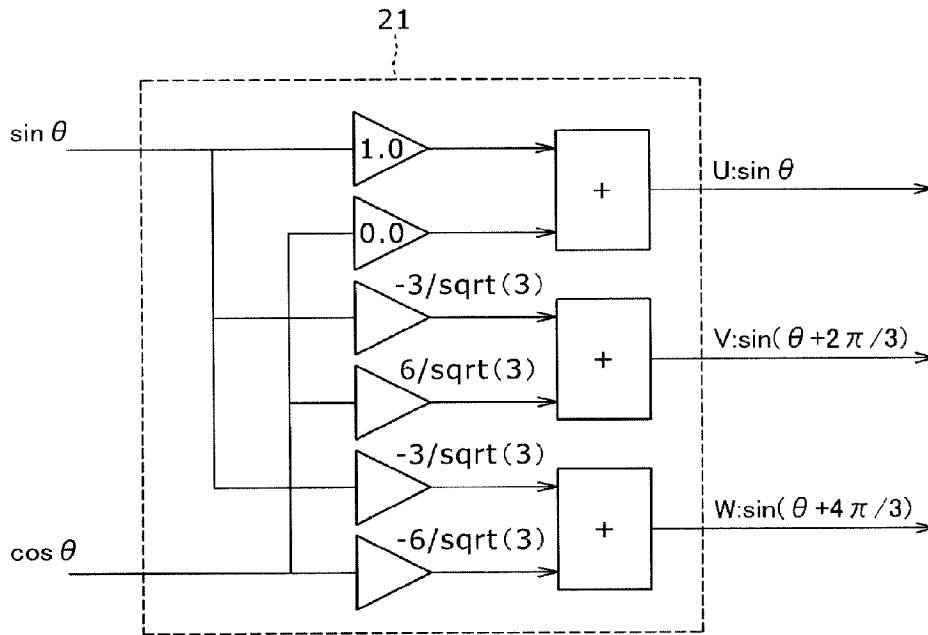 21
sin θ
1.0
+
U:sin θ
0.0
-3/sqrt(3)
+
V:sin(θ+2π/3)
6/sqrt(3)
-3/sqrt(3)
+
W:sin(θ+4π/3)
-6/sqrt(3)
cos θ